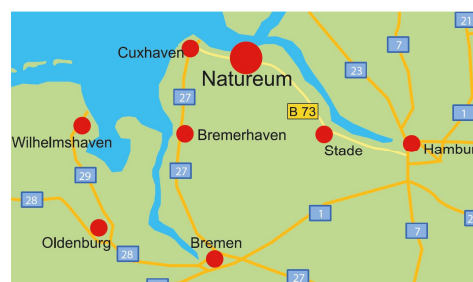 21
7
Cuxhaven
23
Natureum
27
B 73
1
Wilhelmshaven
Bremerhaven
Stade
Hambur
27
29
28
1
7
Oldenburg
Bremen
28
27